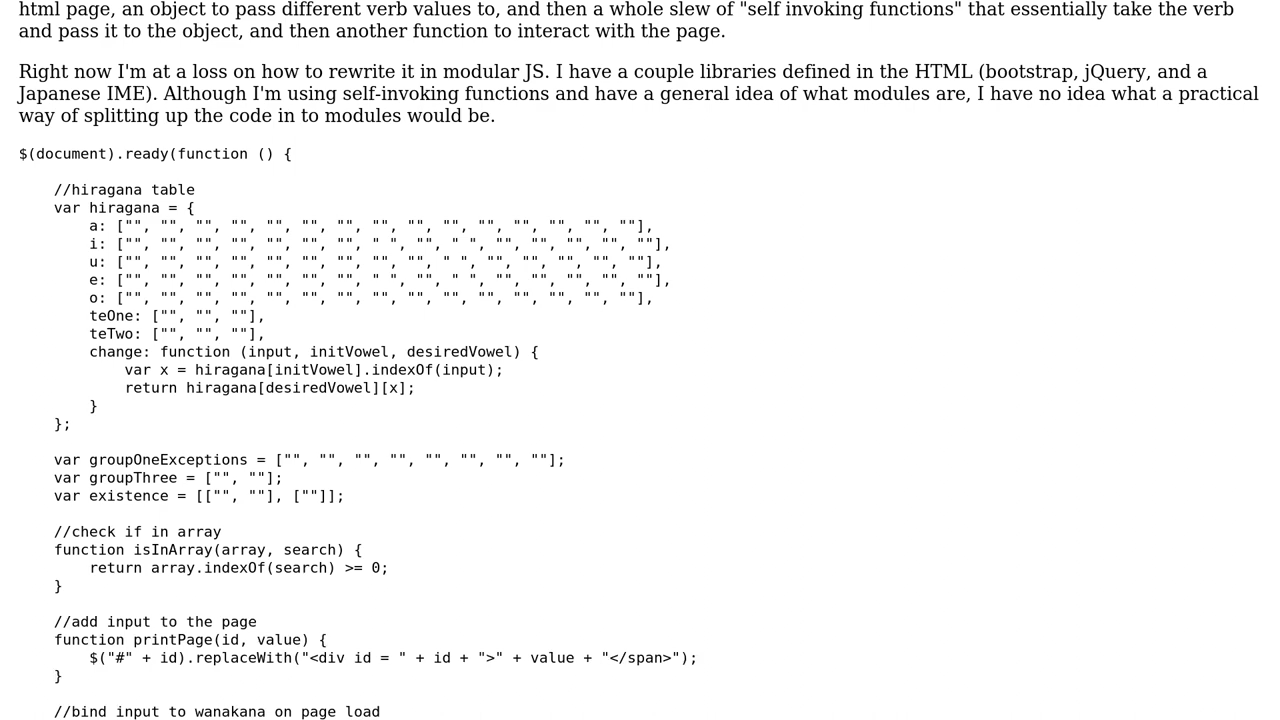 html page, an object to pass different verb values to, and then a whole slew of "self invoking functions" that essentially take the verb
and pass it to the object, and then another function to interact with the page.
Right now I'm at a loss on how to rewrite it in modular JS. I have a couple libraries defined in the HTML (bootstrap, jQuery, and a
Japanese IME). Although I'm using self-invoking functions and have a general idea of what modules are, I have no idea what a practical
way of splitting up the code in to modules would be.
$(document).ready(function () {
    //hiragana table
    var hiragana = {
        a: ["", "", "", "", "", "", "", "", "", "", "", "", "", "", ""],
        i: ["", "", "", "", "", "", "", " ", "", " ", "", "", "", "", ""],
        u: ["", "", "", "", "", "", "", "", "", " ", "", "", "", "", ""],
        e: ["", "", "", "", "", "", "", " ", "", " ", "", "", "", "", ""],
        o: ["", "", "", "", "", "", "", "", "", "", "", "", "", "", ""],
        teOne: ["", "", ""],
        teTwo: ["", "", ""],
        change: function (input, initVowel, desiredVowel) {
            var x = hiragana[initVowel].indexOf(input);
            return hiragana[desiredVowel][x];
        }
    };
    var groupOneExceptions = ["", "", "", "", "", "", "", ""];
    var groupThree = ["", ""];
    var existence = [["", ""], [""]];
    //check if in array
    function isInArray(array, search) {
        return array.indexOf(search) >= 0;
    }
    //add input to the page
    function printPage(id, value) {
        $("#" + id).replaceWith("<div id = " + id + ">" + value + "</span>");
    }
    //bind input to wanakana on page load